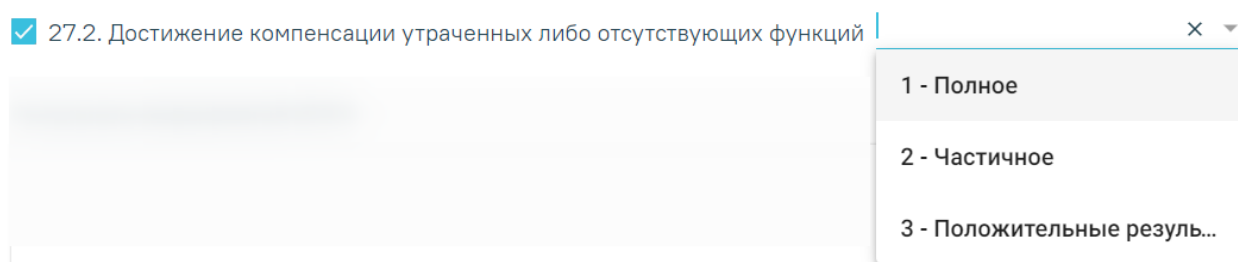 27.2. Достижение компенсации утраченных либо отсутствующих функций
1 - Полное
2 - Частичное
3 - Положительные резуль...